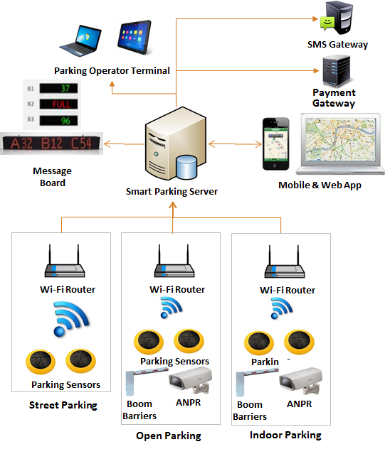 SMS Gateway
Parking Operator Terminal
Payment
Gateway
B1 37
B2 FULL
B3 96
A32 B12 C54
Message
Board
Smart Parking Server
Mobile & Web App
Wi-Fi Router
Wi-Fi Router
Wi-Fi Router
Parking Sensors
Parking Sensors
Parkin
Boom
Barriers
ANPR
Boom
Barriers
ANPR
Street Parking
Open Parking
Indoor Parking